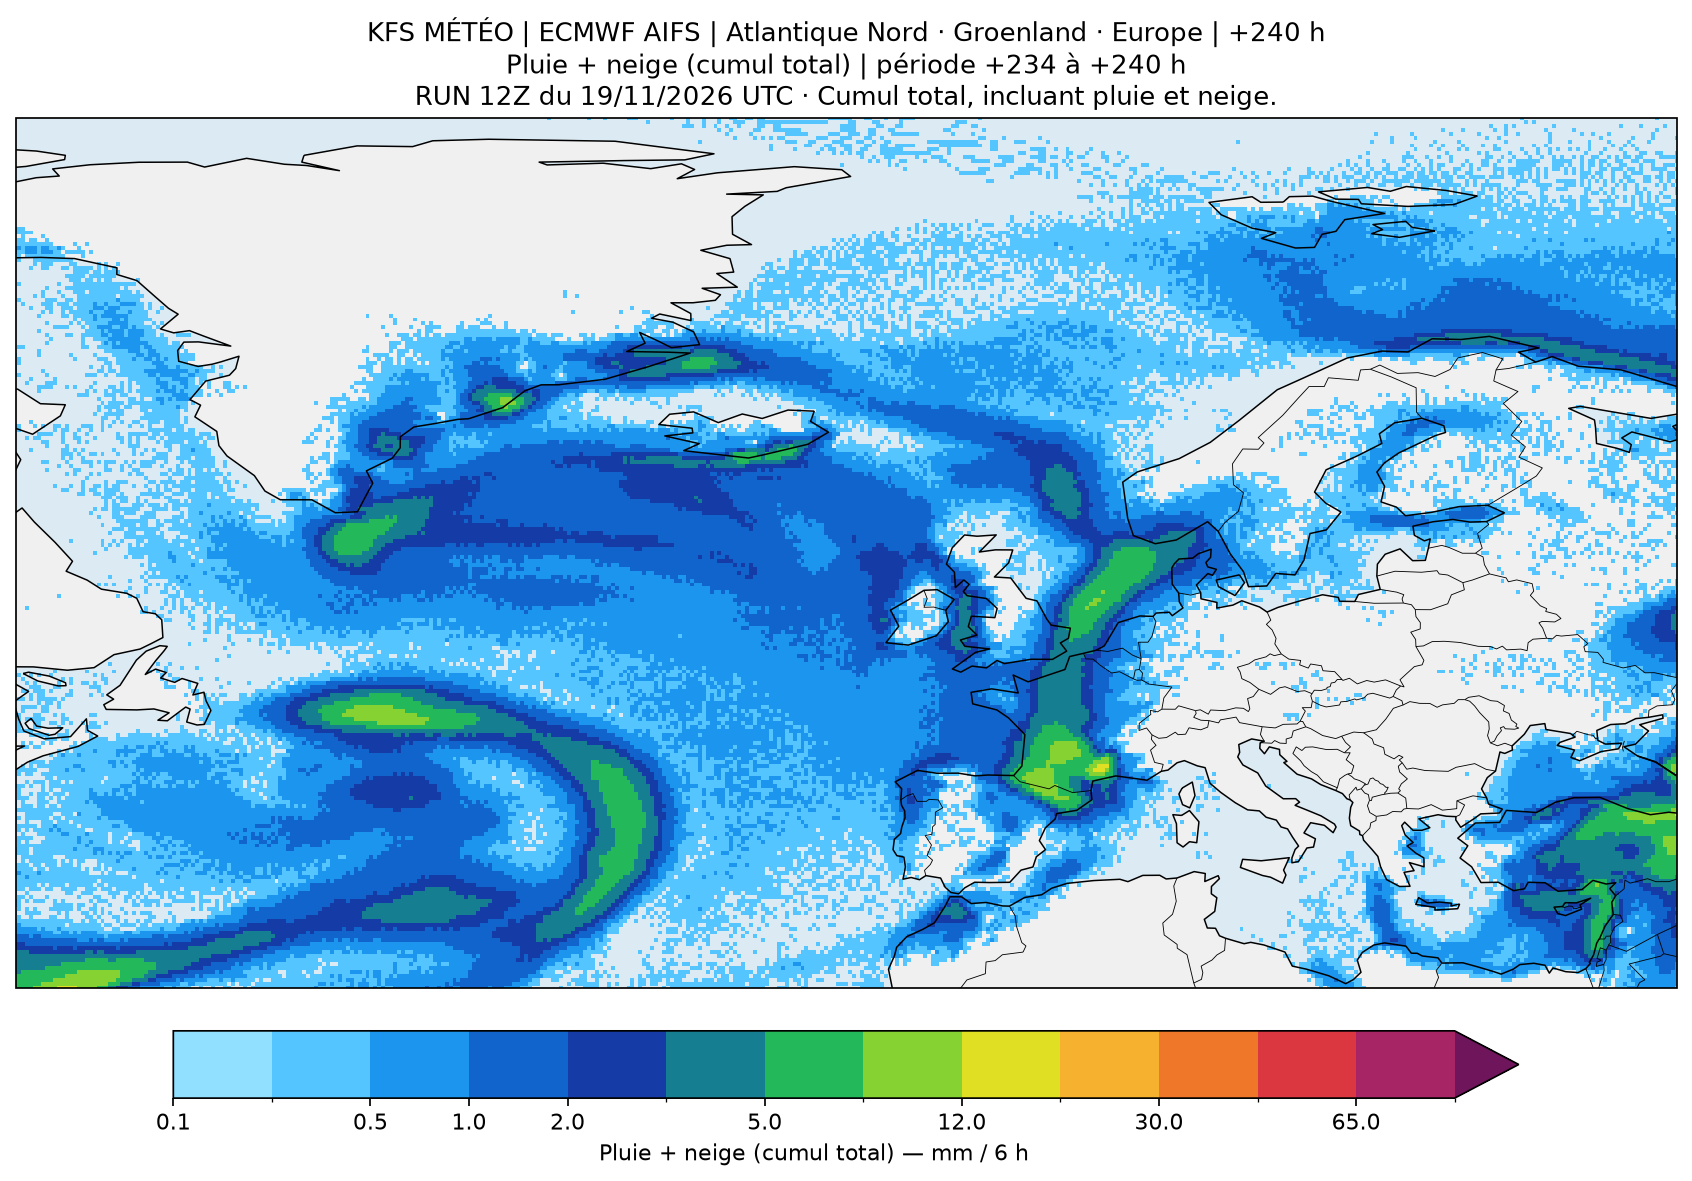 KFS MÉTÉO | ECMWF AIFS | Atlantique Nord · Groenland · Europe | +240 h
Pluie + neige (cumul total) | période +234 à +240 h
RUN 12Z du 19/11/2026 UTC · Cumul total, incluant pluie et neige.
0.1 0.5 1.0 2.0 5.0 12.0 30.0 65.0
Pluie + neige (cumul total) — mm / 6 h